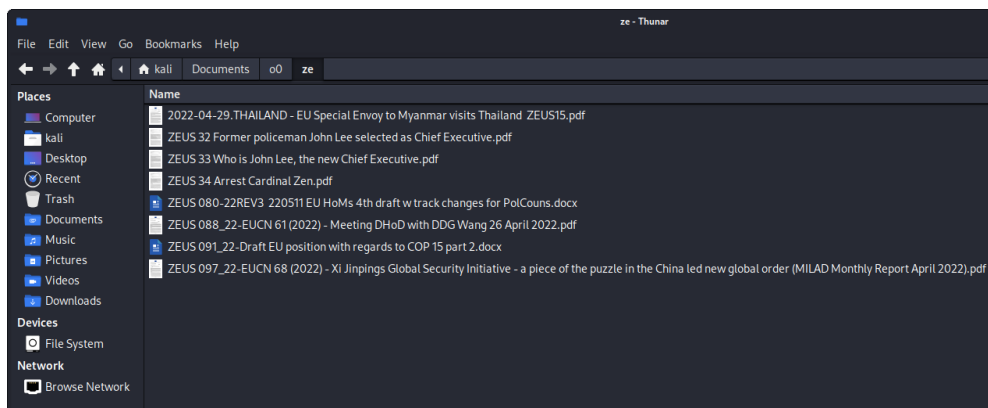 ze - Thunar
File Edit View Go Bookmarks Help
kali Documents o0 ze
Places
Computer
kali
Desktop
Recent
Trash
Documents
Music
Pictures
Videos
Downloads
Devices
File System
Network
Browse Network
Name
2022-04-29.THAILAND - EU Special Envoy to Myanmar visits Thailand ZEUS15.pdf
ZEUS 32 Former policeman John Lee selected as Chief Executive.pdf
ZEUS 33 Who is John Lee, the new Chief Executive.pdf
ZEUS 34 Arrest Cardinal Zen.pdf
ZEUS 080-22REV3 220511 EU HoMs 4th draft w track changes for PolCouns.docx
ZEUS 088_22-EUCN 61 (2022) - Meeting DHoD with DDG Wang 26 April 2022.pdf
ZEUS 091_22-Draft EU position with regards to COP 15 part 2.docx
ZEUS 097_22-EUCN 68 (2022) - Xi Jinpings Global Security Initiative - a piece of the puzzle in the China led new global order (MILAD Monthly Report April 2022).pdf